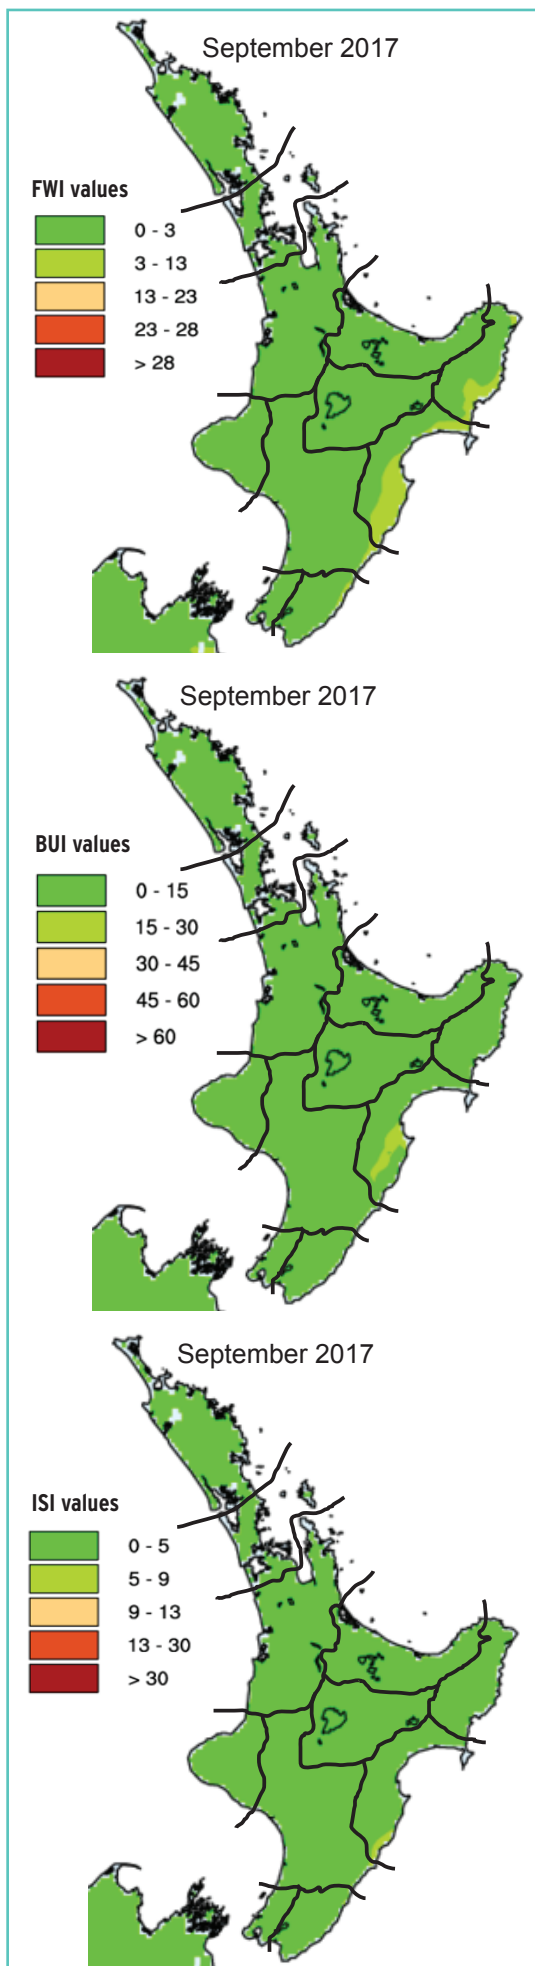 September 2017
FWI values
0 - 3
3 - 13
13 - 23
23 - 28
> 28
September 2017
BUI values
0 - 15
15 - 30
30 - 45
45 - 60
> 60
September 2017
ISI values
0 - 5
5 - 9
9 - 13
13 - 30
> 30